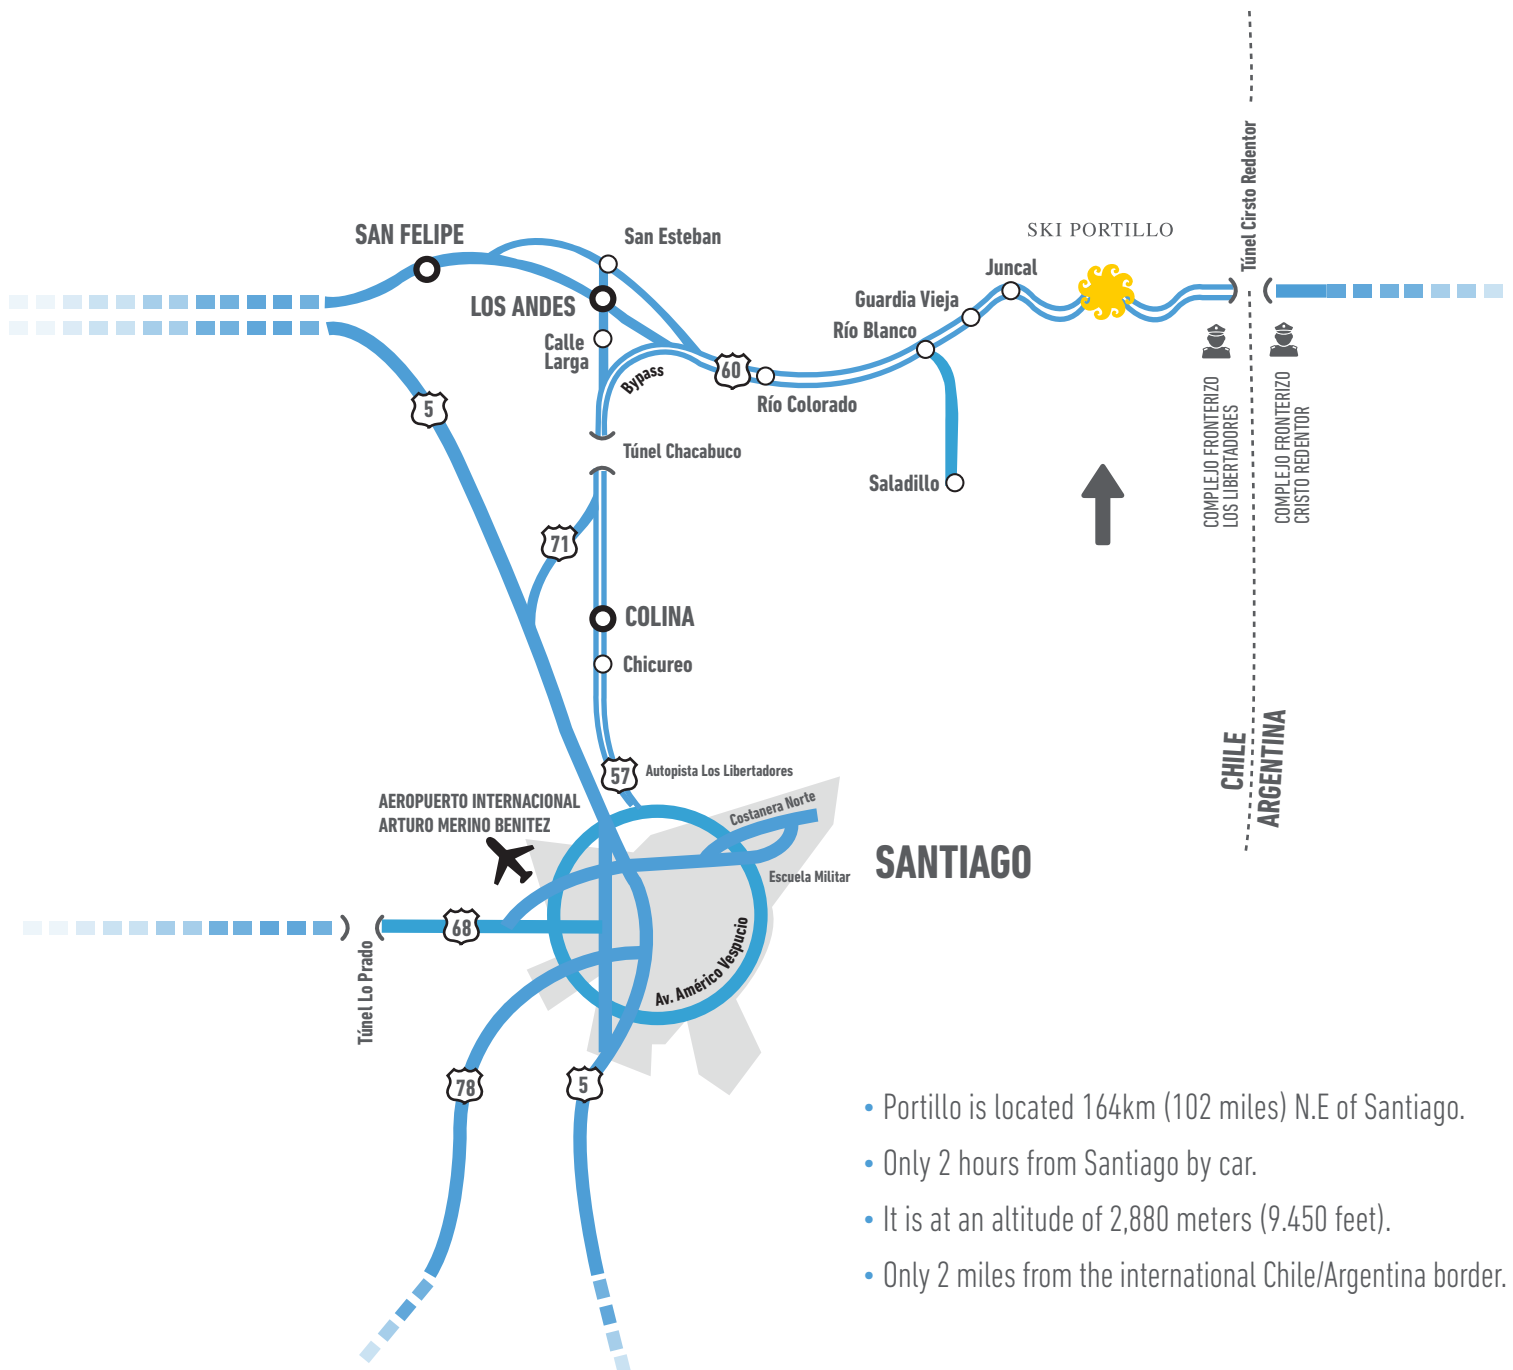 Túnel Cirsto Redentor
SAN FELIPE
San Esteban
SKI PORTILLO
Juncal
LOS ANDES
Guardia Vieja
Río Blanco
Calle
Larga
Bypass
60
Río Colorado
5
Túnel Chacabuco
Saladillo
COMPLEJO FRONTERIZO
LOS LIBERTADORES
COMPLEJO FRONTERIZO
CRISTO REDENTOR
71
COLINA
Chicureo
CHILE
ARGENTINA
57
Autopista Los Libertadores
AEROPUERTO INTERNACIONAL
ARTURO MERINO BENITEZ
Costanera Norte
SANTIAGO
Escuela Militar
68
Túnel Lo Prado
Av. Américo Vespucio
78
5
• Portillo is located 164km (102 miles) N.E of Santiago.
• Only 2 hours from Santiago by car.
• It is at an altitude of 2,880 meters (9.450 feet).
• Only 2 miles from the international Chile/Argentina border.